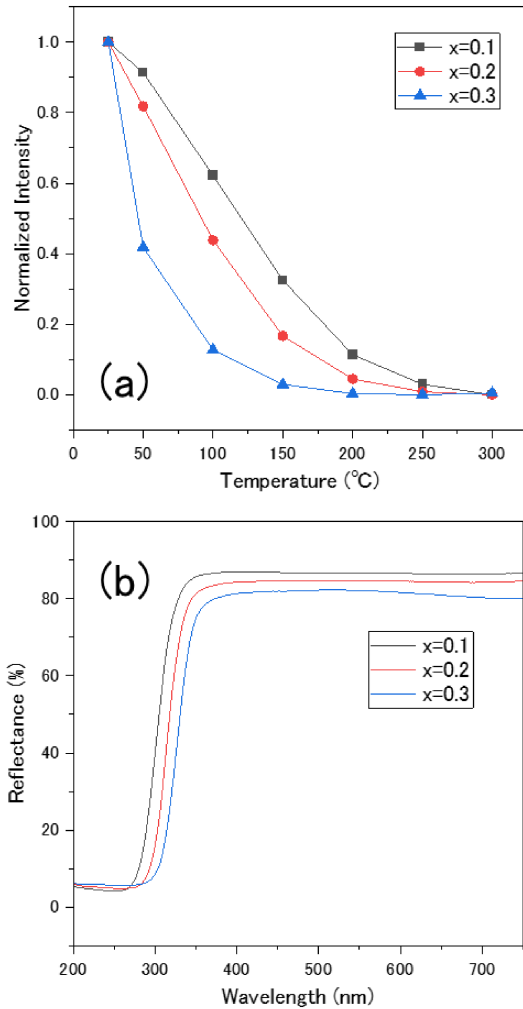 1.0
0.8
0.6
0.4
0.2
0.0
Normalized Intensity
x=0.1
x=0.2
x=0.3
(a)
0 50 100 150 200 250 300
Temperature (℃)
100
80
60
40
20
0
Reflectance (%)
(b)
x=0.1
x=0.2
x=0.3
200 300 400 500 600 700
Wavelength (nm)